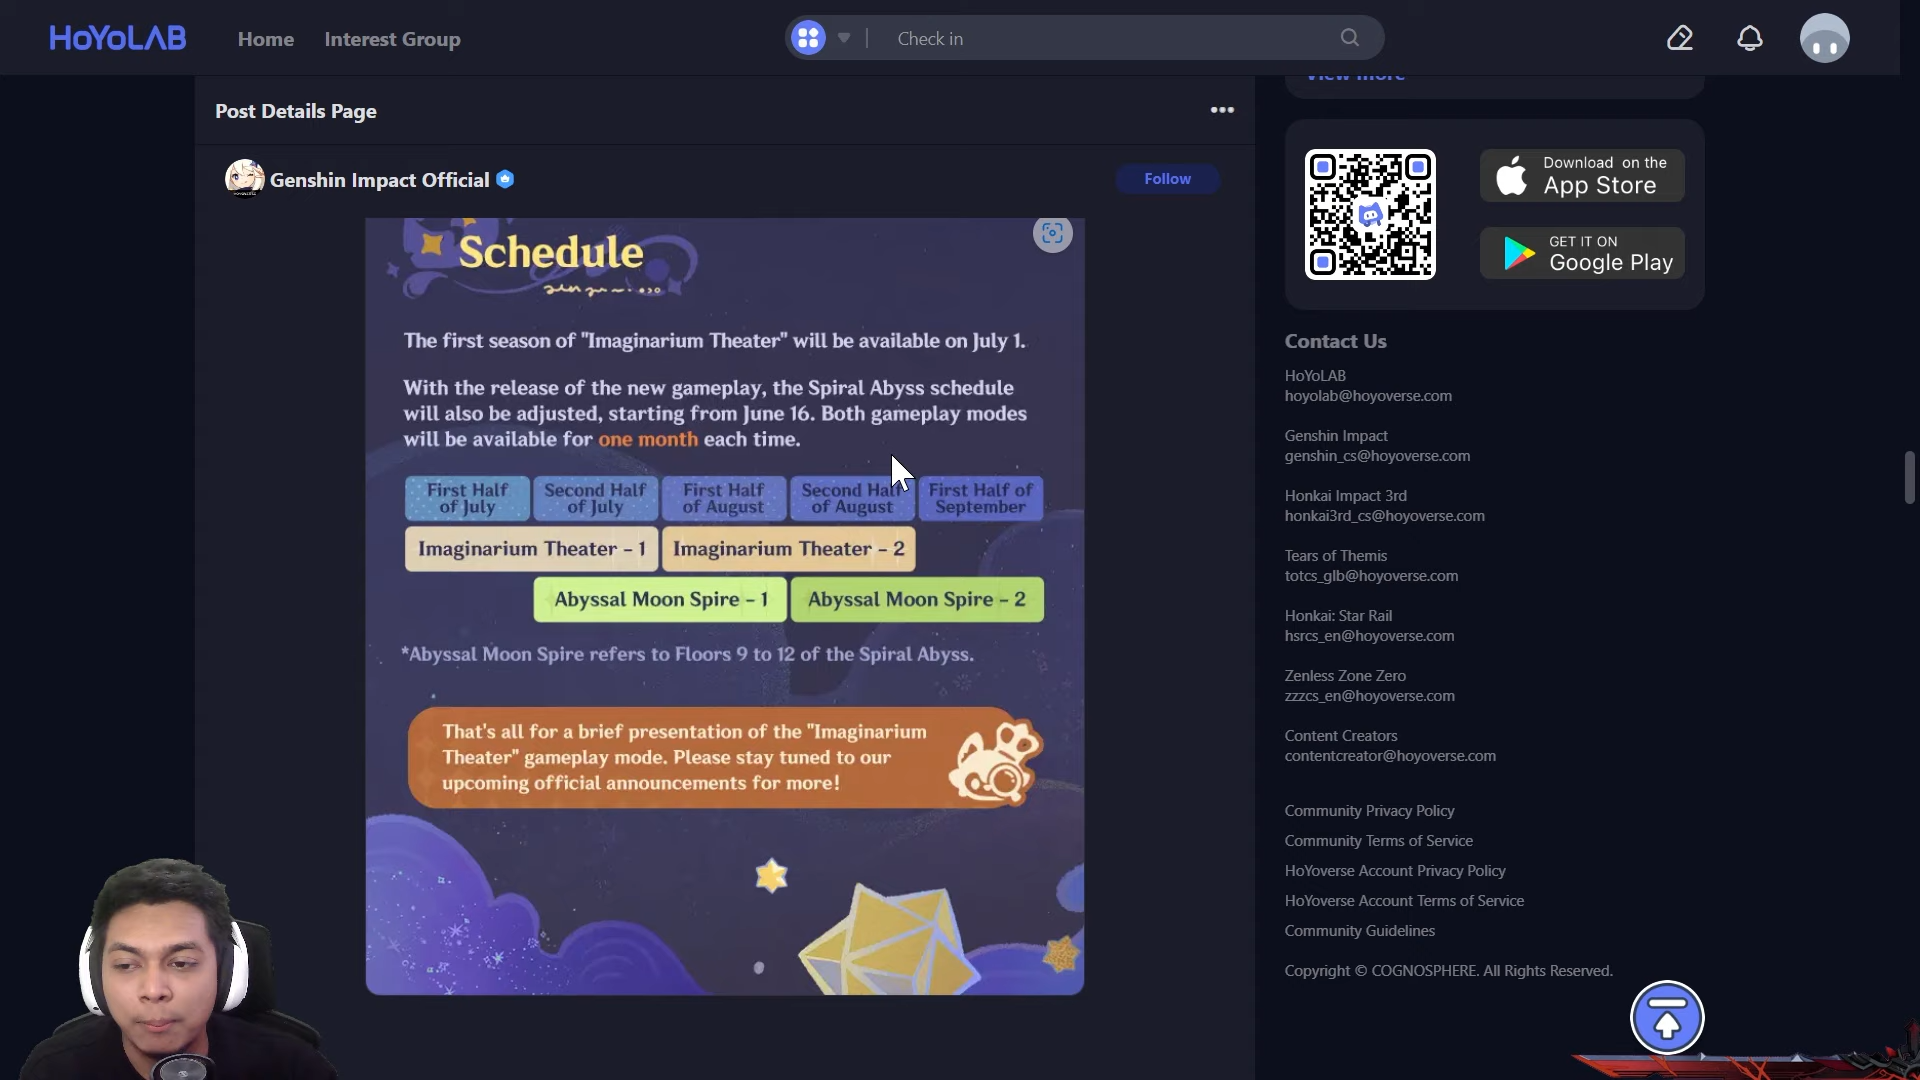 HoYoLAB
Home
Interest Group
Check in
Post Details Page
Genshin Impact Official
Follow
Schedule
The first season of "Imaginarium Theater" will be available on July 1.
With the release of the new gameplay, the Spiral Abyss schedule
will also be adjusted, starting from June 16. Both gameplay modes
will be available for one month each time.
First Half
of July
Second Half
of July
First Half
of August
Second Half
of August
First Half of
September
Imaginarium Theater - 1
Imaginarium Theater - 2
Abyssal Moon Spire - 1
Abyssal Moon Spire - 2
*Abyssal Moon Spire refers to Floors 9 to 12 of the Spiral Abyss.
That's all for a brief presentation of the "Imaginarium
Theater" gameplay mode. Please stay tuned to our
upcoming official announcements for more!
View more
Download on the
App Store
GET IT ON
Google Play
Contact Us
HoYoLAB
hoyolab@hoyoverse.com
Genshin Impact
genshin_cs@hoyoverse.com
Honkai Impact 3rd
honkai3rd_cs@hoyoverse.com
Tears of Themis
totcs_glb@hoyoverse.com
Honkai: Star Rail
hsrcs_en@hoyoverse.com
Zenless Zone Zero
zzzcs_en@hoyoverse.com
Content Creators
contentcreator@hoyoverse.com
Community Privacy Policy
Community Terms of Service
HoYoverse Account Privacy Policy
HoYoverse Account Terms of Service
Community Guidelines
Copyright © COGNOSPHERE. All Rights Reserved.